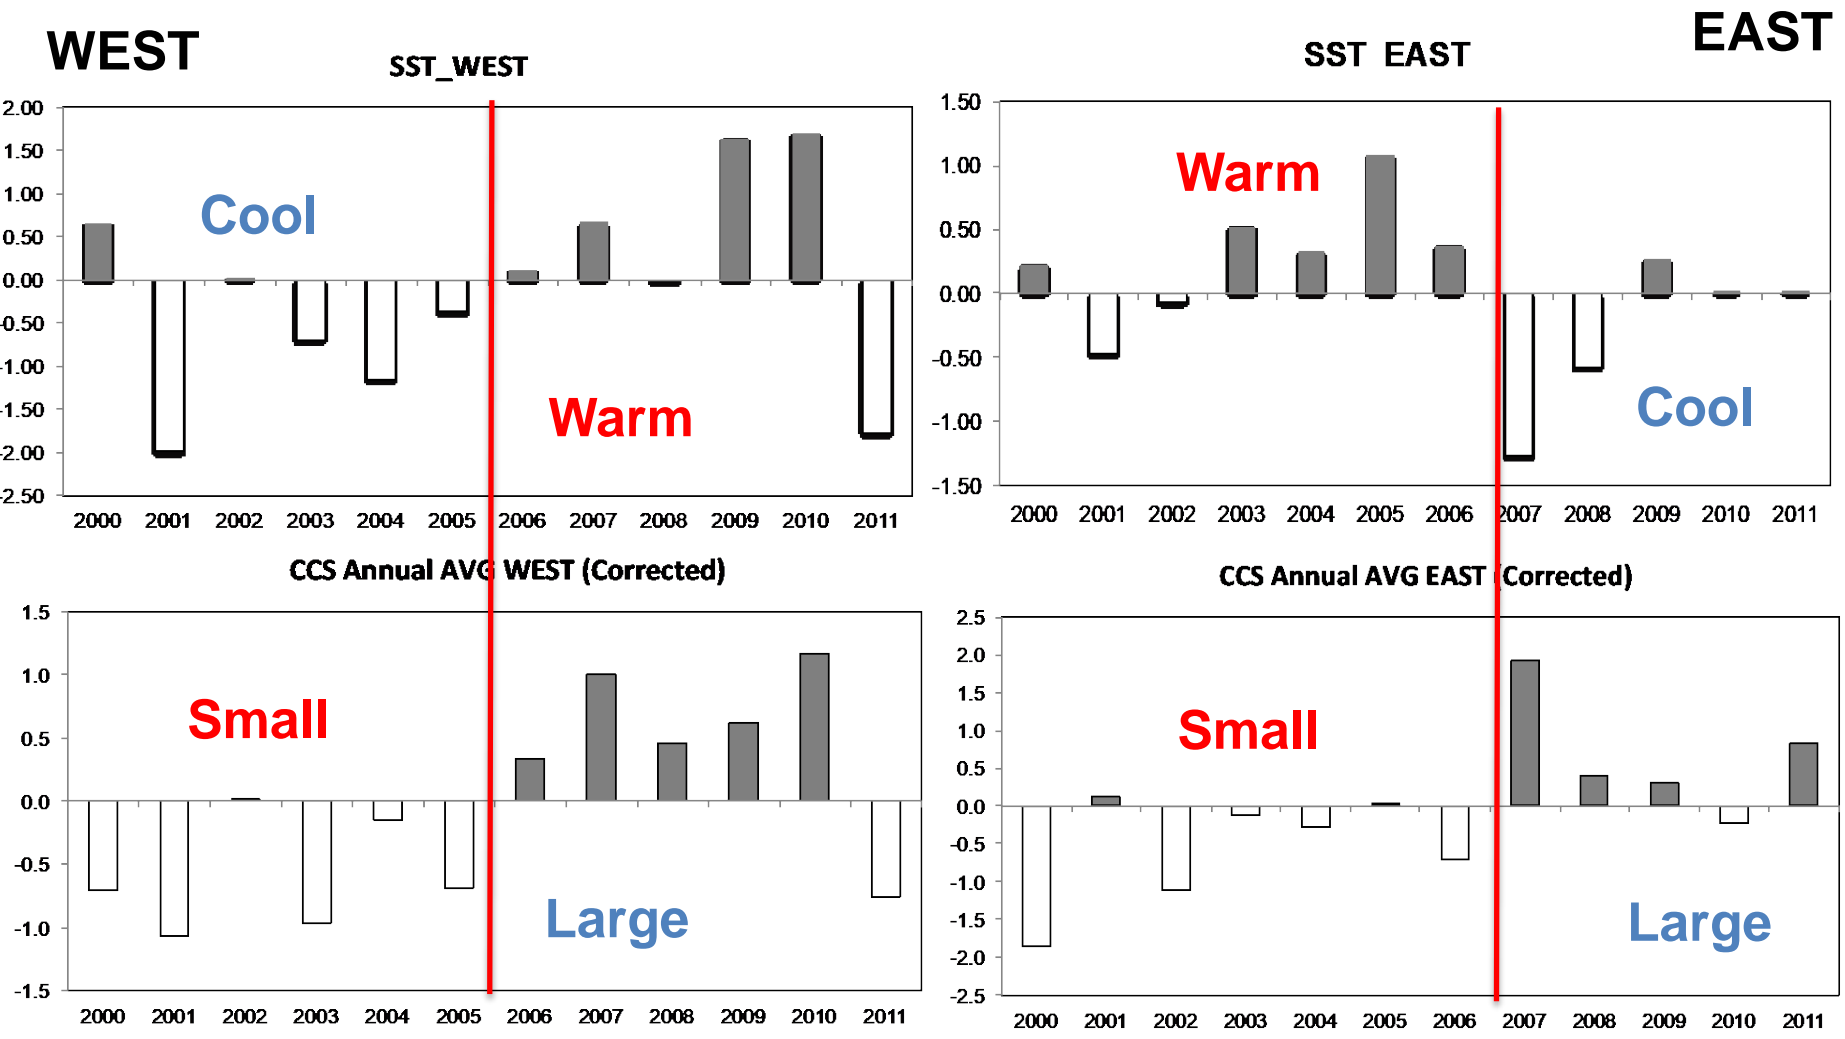 WEST
EAST
SST_WEST
2.00
1.50
1.00
0.50
0.00
-0.50
-1.00
-1.50
-2.00
-2.50
Cool
Warm
2000 2001 2002 2003 2004 2005 2006 2007 2008 2009 2010 2011
SST EAST
1.50
1.00
0.50
0.00
-0.50
-1.00
-1.50
Warm
Cool
2000 2001 2002 2003 2004 2005 2006 2007 2008 2009 2010 2011
CCS Annual AVG WEST (Corrected)
1.5
1.0
0.5
0.0
-0.5
-1.0
-1.5
Small
Large
2000 2001 2002 2003 2004 2005 2006 2007 2008 2009 2010 2011
CCS Annual AVG EAST (Corrected)
2.5
2.0
1.5
1.0
0.5
0.0
-0.5
-1.0
-1.5
-2.0
-2.5
Small
Large
2000 2001 2002 2003 2004 2005 2006 2007 2008 2009 2010 2011